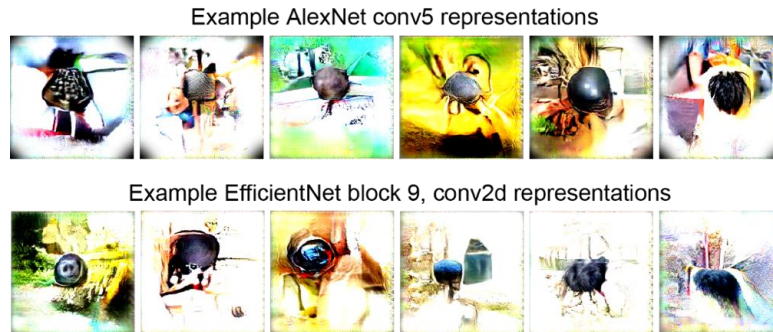 Example AlexNet conv5 representations
Example EfficientNet block 9, conv2d representations